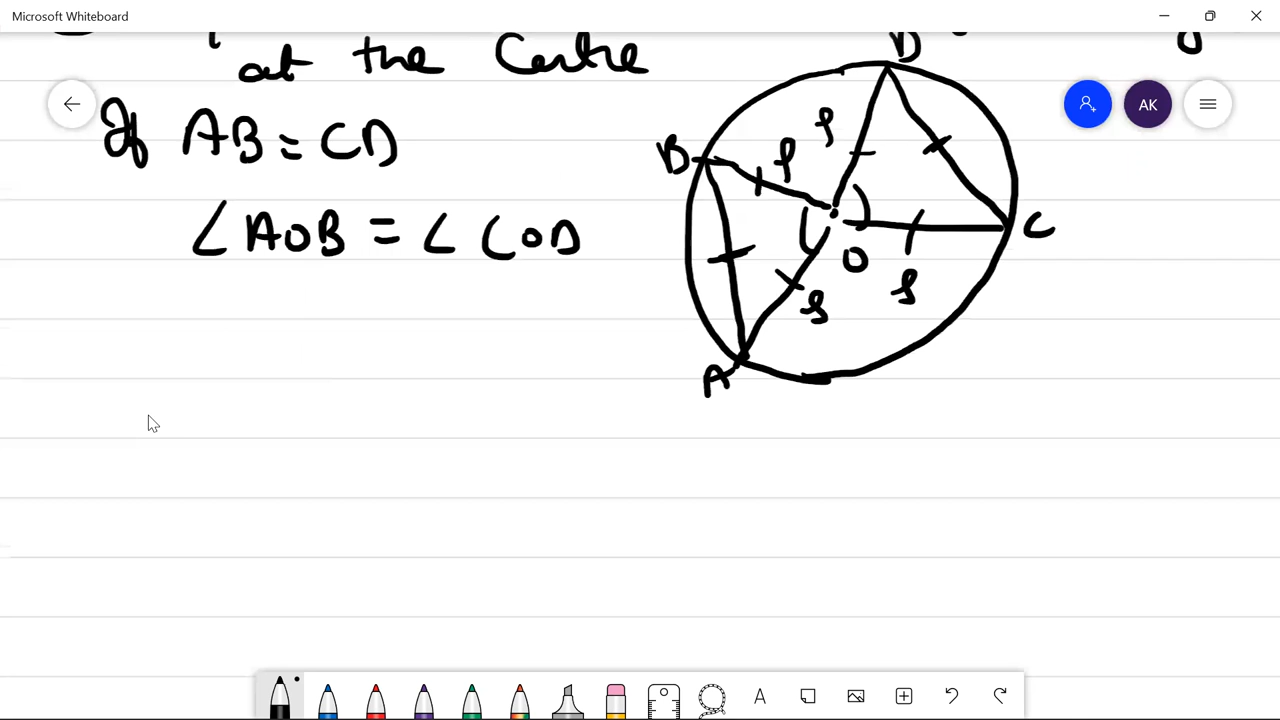 Microsoft Whiteboard
at the Centre
If AB = CD
∠AOB = ∠COD
AK
D
B
C
O
A
A